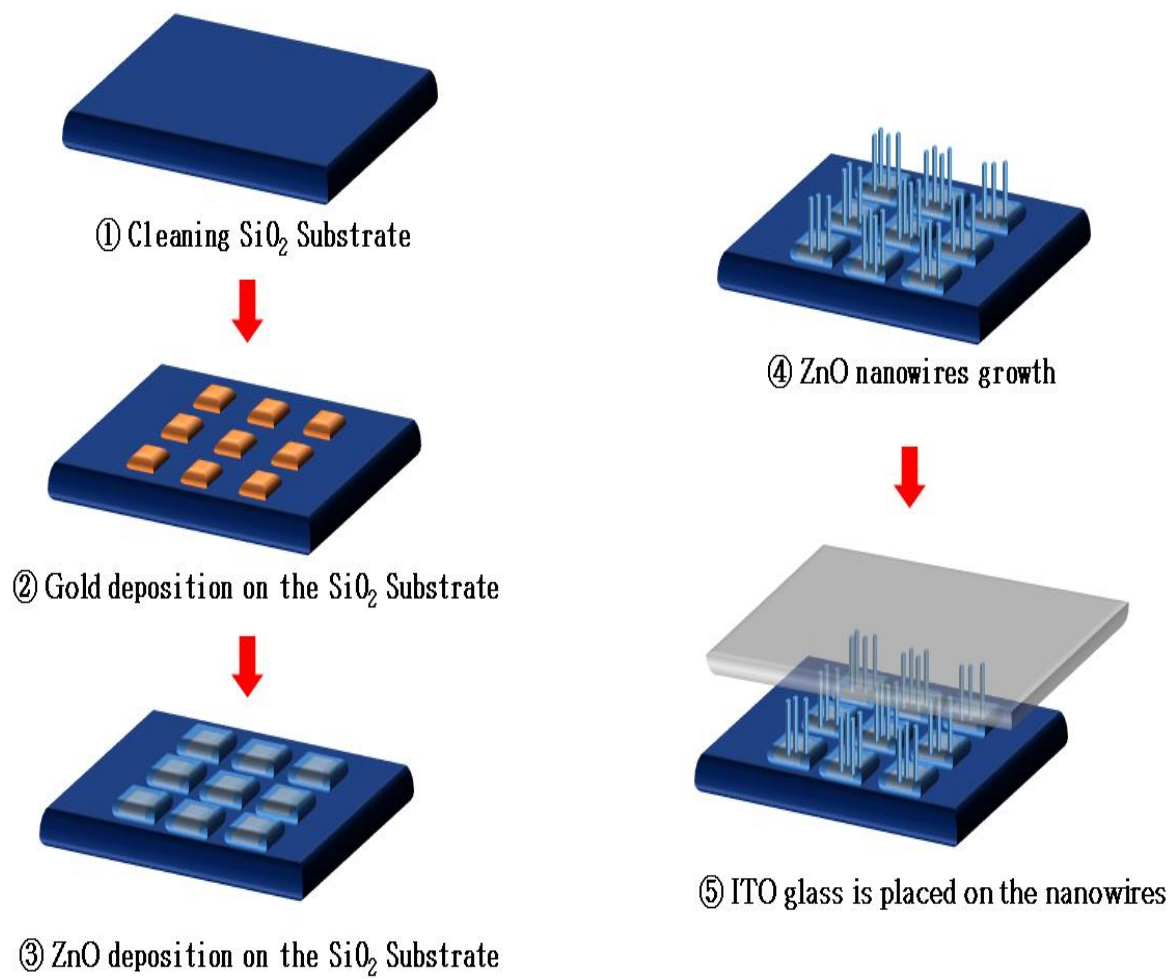 ① Cleaning SiO₂ Substrate
② Gold deposition on the SiO₂ Substrate
③ ZnO deposition on the SiO₂ Substrate
④ ZnO nanowires growth
⑤ ITO glass is placed on the nanowires